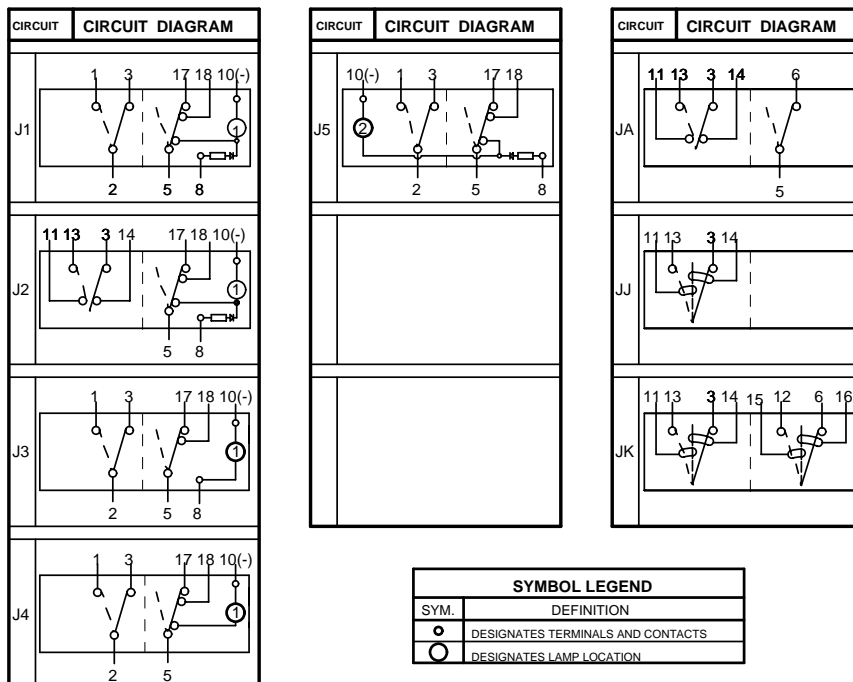 CIRCUIT CIRCUIT DIAGRAM
J1
1 3 17 18 10(-)
1
2 5 8
J2
11 13 3 14 17 18 10(-)
1
5 8
J3
1 3 17 18 10(-)
1
2 5 8
J4
1 3 17 18 10(-)
1
2 5
CIRCUIT CIRCUIT DIAGRAM
J5
10(-) 1 3 17 18
2
2 5 8
CIRCUIT CIRCUIT DIAGRAM
JA
11 13 3 14 6
5
JJ
11 13 3 14
JK
11 13 3 14 15 12 6 16
SYMBOL LEGEND
SYM. DEFINITION
DESIGNATES TERMINALS AND CONTACTS
DESIGNATES LAMP LOCATION